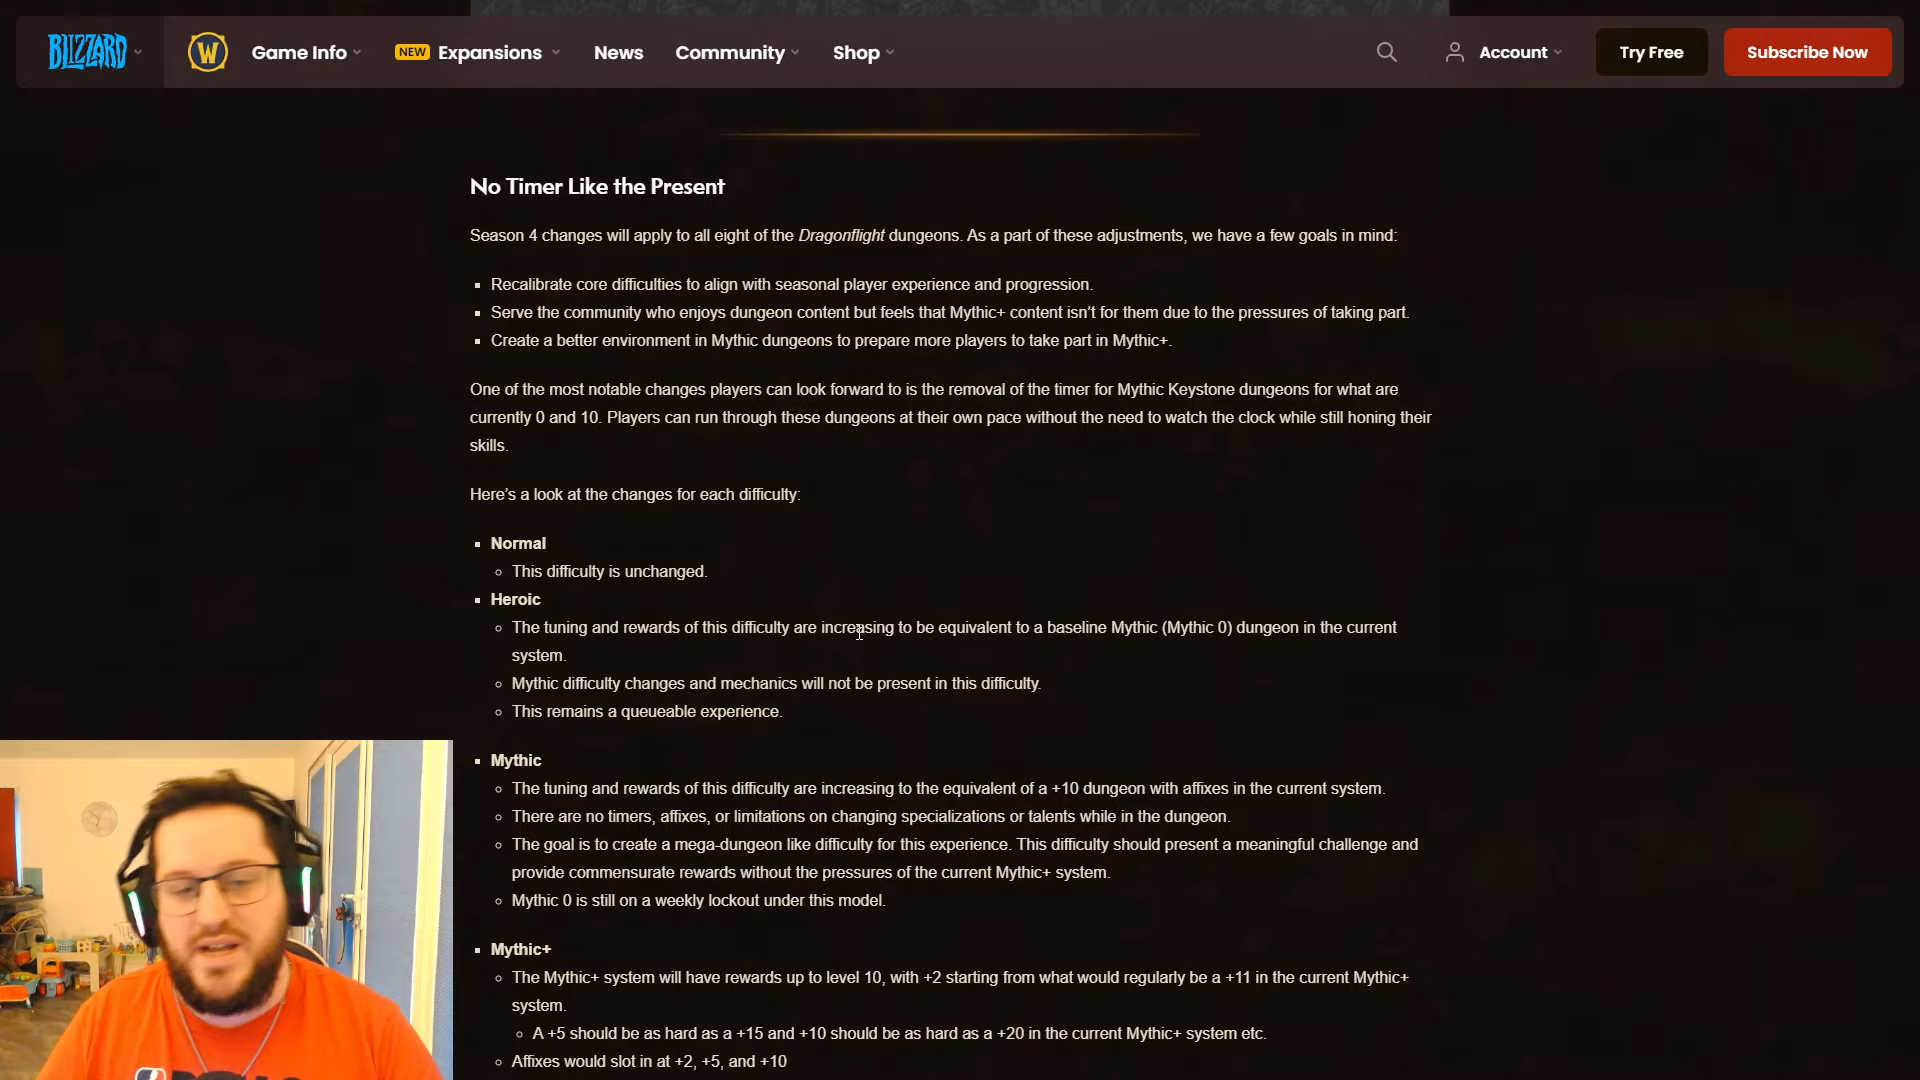 BLIZZARD
W
Game Info
NEW Expansions
News
Community
Shop
Account
Try Free
Subscribe Now
No Timer Like the Present
Season 4 changes will apply to all eight of the Dragonflight dungeons. As a part of these adjustments, we have a few goals in mind:
Recalibrate core difficulties to align with seasonal player experience and progression.
Serve the community who enjoys dungeon content but feels that Mythic+ content isn’t for them due to the pressures of taking part.
Create a better environment in Mythic dungeons to prepare more players to take part in Mythic+.
One of the most notable changes players can look forward to is the removal of the timer for Mythic Keystone dungeons for what are
currently 0 and 10. Players can run through these dungeons at their own pace without the need to watch the clock while still honing their
skills.
Here’s a look at the changes for each difficulty:
Normal
This difficulty is unchanged.
Heroic
The tuning and rewards of this difficulty are increasing to be equivalent to a baseline Mythic (Mythic 0) dungeon in the current
system.
Mythic difficulty changes and mechanics will not be present in this difficulty.
This remains a queueable experience.
Mythic
The tuning and rewards of this difficulty are increasing to the equivalent of a +10 dungeon with affixes in the current system.
There are no timers, affixes, or limitations on changing specializations or talents while in the dungeon.
The goal is to create a mega-dungeon like difficulty for this experience. This difficulty should present a meaningful challenge and
provide commensurate rewards without the pressures of the current Mythic+ system.
Mythic 0 is still on a weekly lockout under this model.
Mythic+
The Mythic+ system will have rewards up to level 10, with +2 starting from what would regularly be a +11 in the current Mythic+
system.
A +5 should be as hard as a +15 and +10 should be as hard as a +20 in the current Mythic+ system etc.
Affixes would slot in at +2, +5, and +10